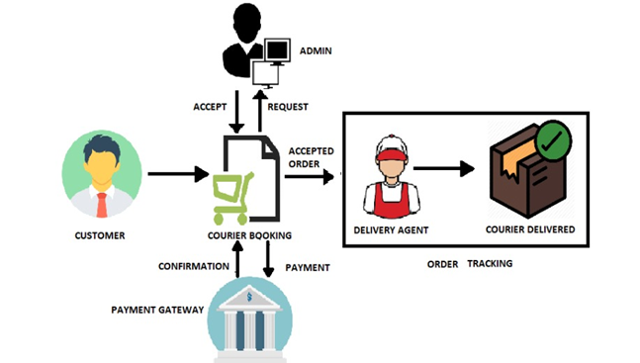 ADMIN
ACCEPT
REQUEST
ACCEPTED
ORDER
CUSTOMER
COURIER BOOKING
DELIVERY AGENT
COURIER DELIVERED
CONFIRMATION
PAYMENT
ORDER TRACKING
PAYMENT GATEWAY